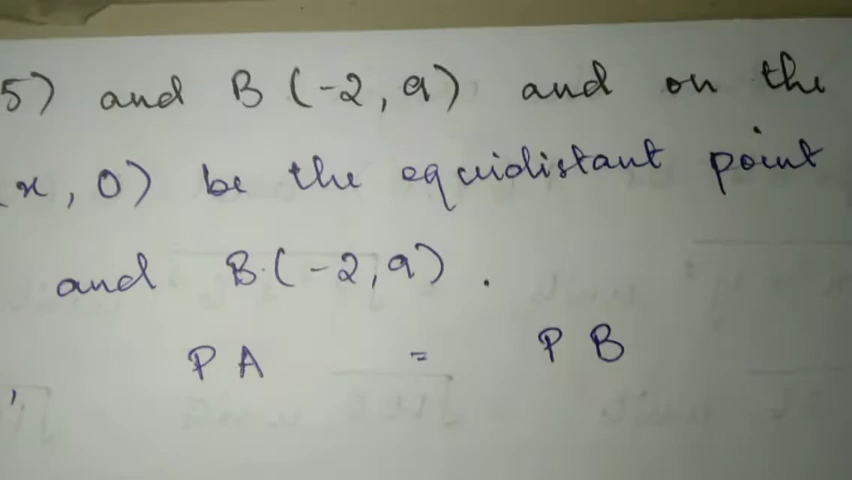 5) and B (-2, 9) and on the
x, 0) be the equidistant point
and B. (-2, 9) .
PA = PB
,